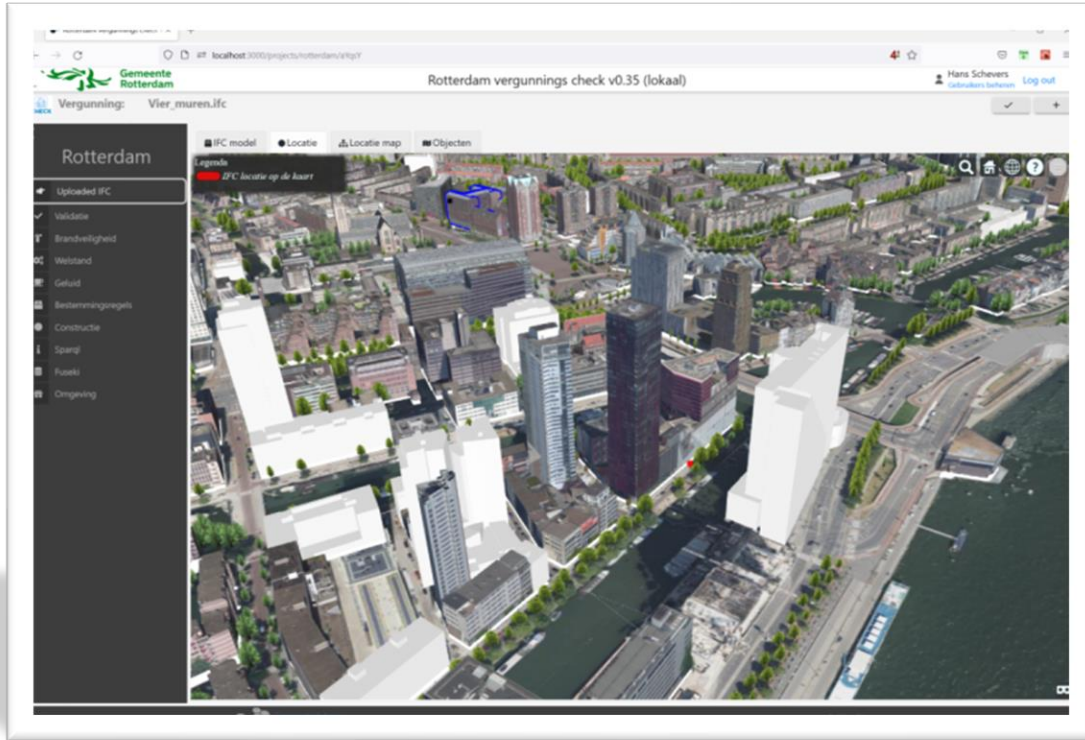 localhost:3000/projects/rotterdam/
Gemeente
Rotterdam
Rotterdam vergunnings check v0.35 (lokaal)
Hans Schevers
Gebruikers beheren
Log out
Vergunning: Vier_muren.ifc
IFC model
Locatie
Locatie map
Objecten
Rotterdam
Legenda
IFC locatie op de kaart
Uploaded IFC
Validatie
Brandveiligheid
Welstand
Geluid
Bestemmingsregels
Constructie
Sparql
Fuseki
Omgeving